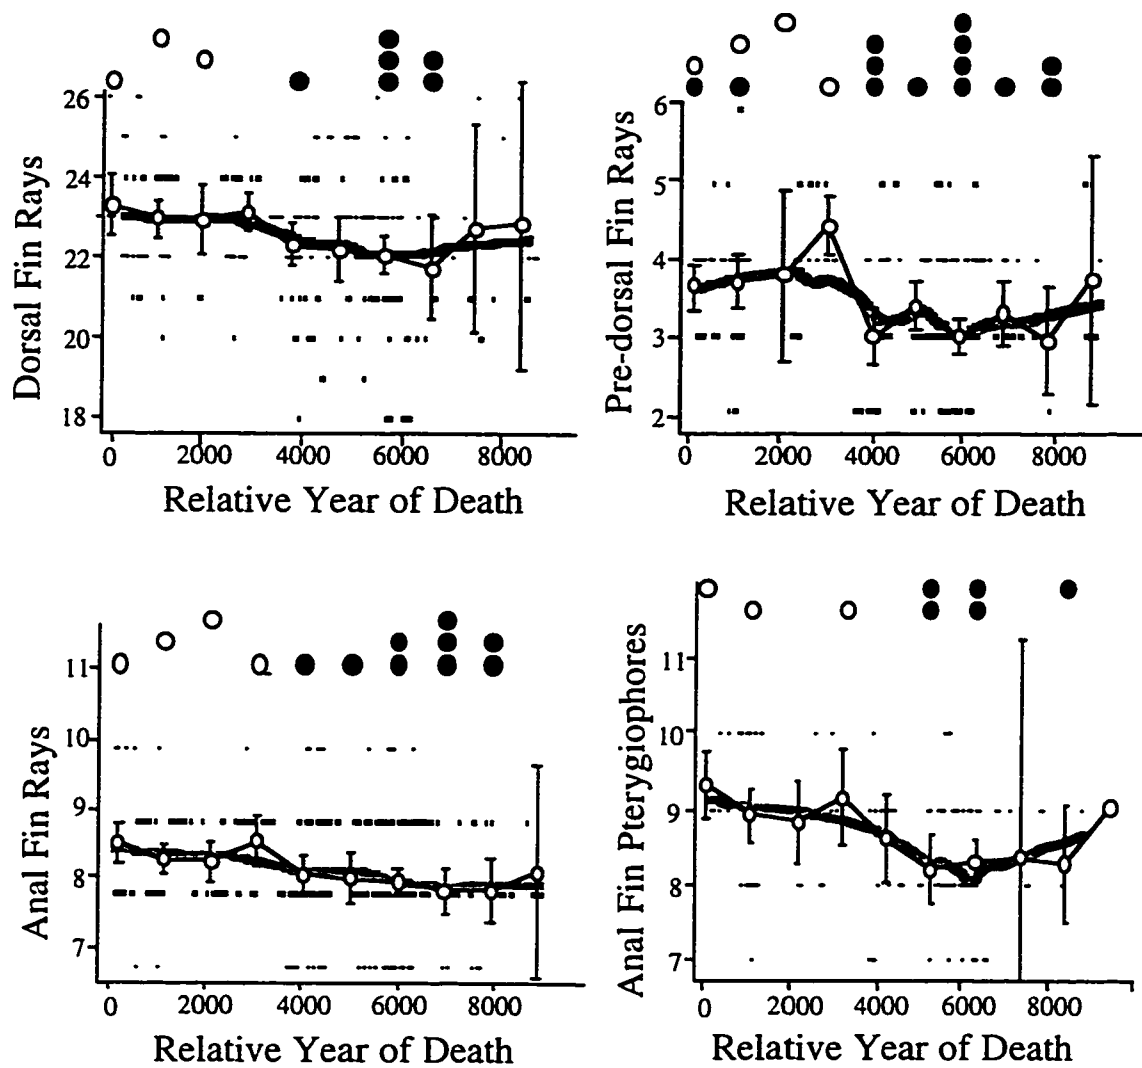 Dorsal Fin Rays
26
24
22
20
18
0 2000 4000 6000 8000
Relative Year of Death
Pre-dorsal Fin Rays
6
5
4
3
2
0 2000 4000 6000 8000
Relative Year of Death
Anal Fin Rays
11
10
9
8
7
0 2000 4000 6000 8000
Relative Year of Death
Anal Fin Pterygiophores
11
10
9
8
7
0 2000 4000 6000 8000
Relative Year of Death